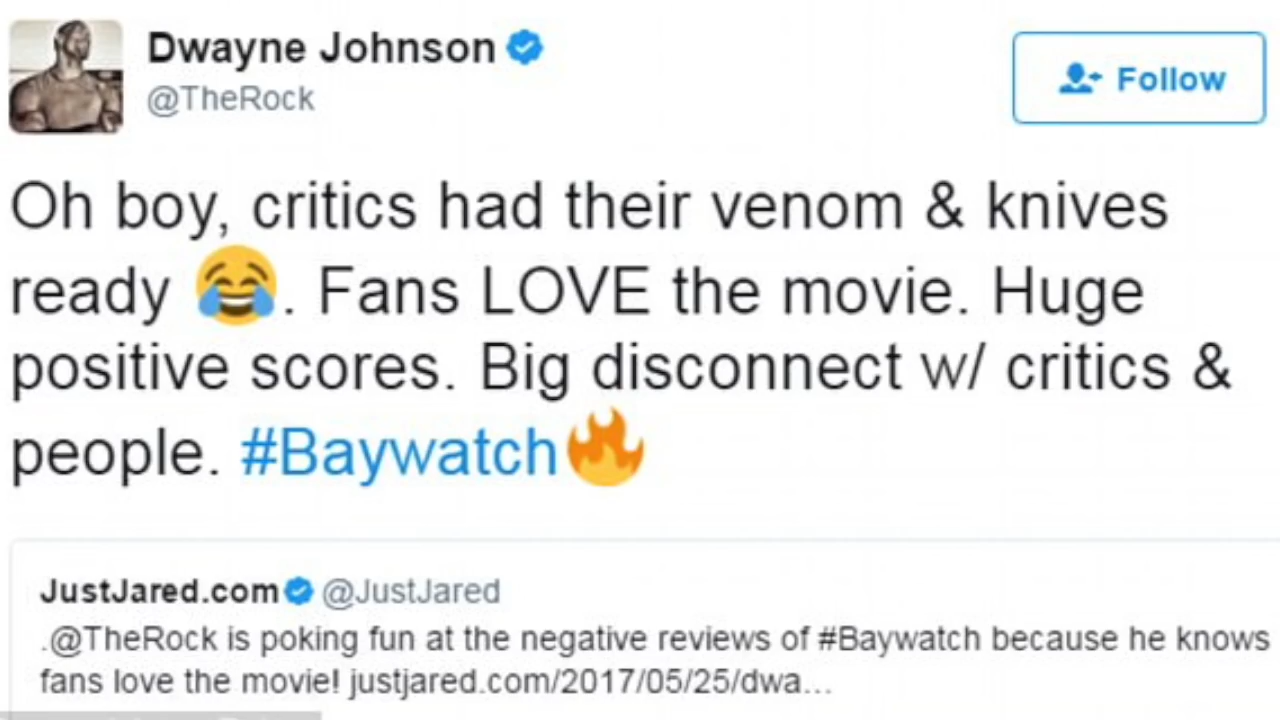 Dwayne Johnson
@TheRock
Follow
Oh boy, critics had their venom & knives
ready 😂. Fans LOVE the movie. Huge
positive scores. Big disconnect w/ critics &
people. #Baywatch🔥
JustJared.com @JustJared
.@TheRock is poking fun at the negative reviews of #Baywatch because he knows
fans love the movie! justjared.com/2017/05/25/dwa...